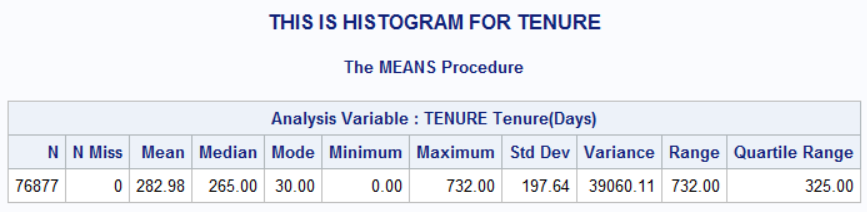 THIS IS HISTOGRAM FOR TENURE
The MEANS Procedure
Analysis Variable : TENURE Tenure(Days)
N N Miss Mean Median Mode Minimum Maximum Std Dev Variance Range Quartile Range
76877 0 282.98 265.00 30.00 0.00 732.00 197.64 39060.11 732.00 325.00